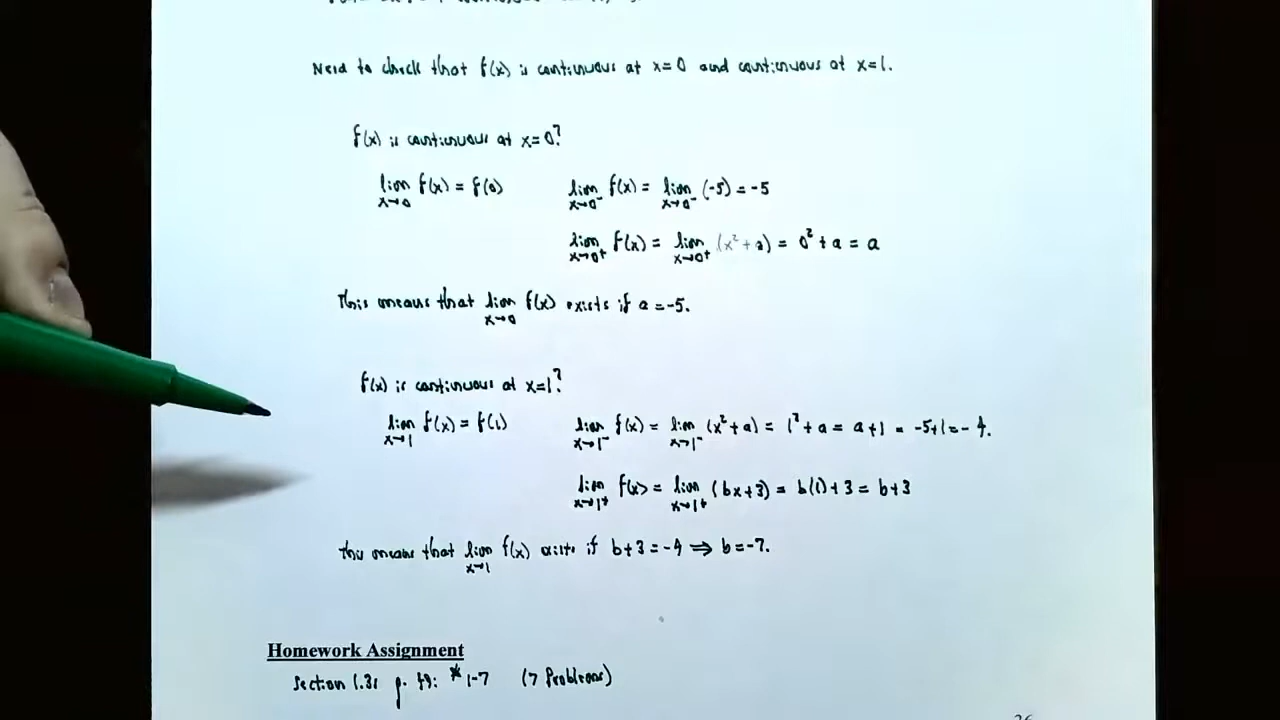 Need to check that f(x) is continuous at x=0 and continuous at x=1.
f(x) is continuous at x=0?
lim x→0 f(x) = f(0)    lim x→0⁻ f(x) = lim x→0⁻ (-5) = -5
lim x→0⁺ f(x) = lim x→0⁺ (x²+a) = 0²+a = a
This means that lim x→0 f(x) exists if a = -5.
f(x) is continuous at x=1?
lim x→1 f(x) = f(1)    lim x→1⁻ f(x) = lim x→1⁻ (x²+a) = 1²+a = a+1 = -5+1 = -4.
lim x→1⁺ f(x) = lim x→1⁺ (bx+3) = b(1)+3 = b+3
This means that lim x→1 f(x) exists if b+3 = -4 ⇒ b = -7.
Homework Assignment
Section 1.3: p. : # 1-7 (7 Problems)